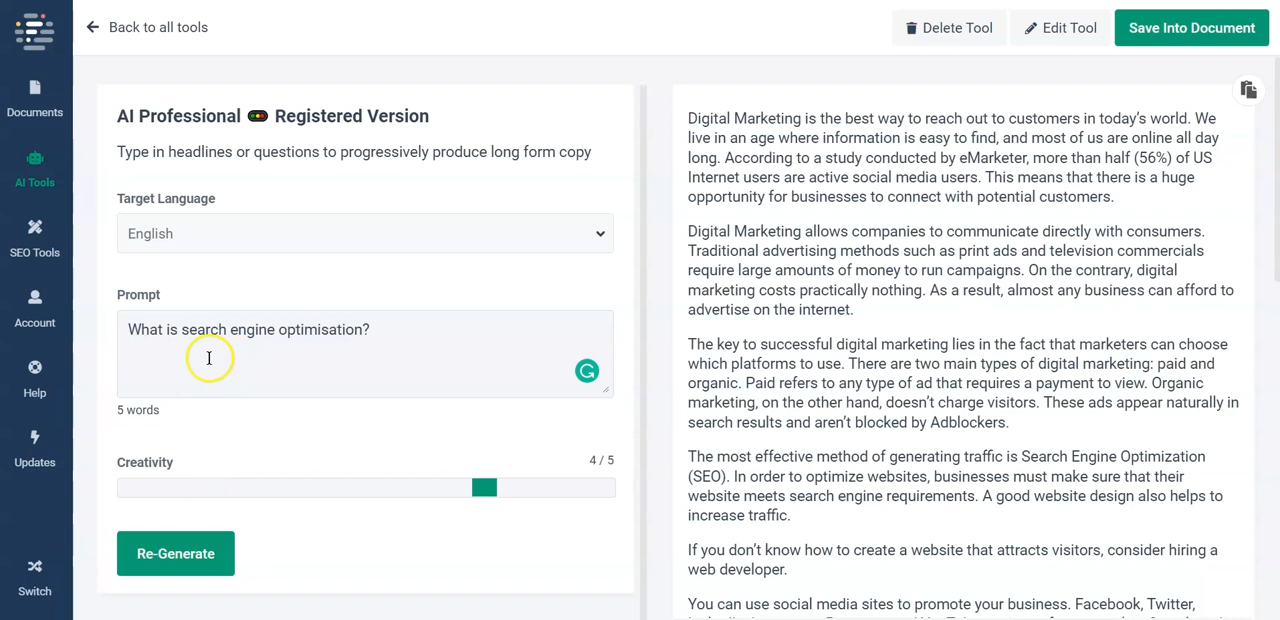 Back to all tools
Delete Tool
Edit Tool
Save Into Document
Documents
AI Tools
SEO Tools
Account
Help
Updates
Switch
AI Professional Registered Version
Type in headlines or questions to progressively produce long form copy
Target Language
English
Prompt
What is search engine optimisation?
5 words
Creativity
4 / 5
Re-Generate
Digital Marketing is the best way to reach out to customers in today's world. We
live in an age where information is easy to find, and most of us are online all day
long. According to a study conducted by eMarketer, more than half (56%) of US
Internet users are active social media users. This means that there is a huge
opportunity for businesses to connect with potential customers.
Digital Marketing allows companies to communicate directly with consumers.
Traditional advertising methods such as print ads and television commercials
require large amounts of money to run campaigns. On the contrary, digital
marketing costs practically nothing. As a result, almost any business can afford to
advertise on the internet.
The key to successful digital marketing lies in the fact that marketers can choose
which platforms to use. There are two main types of digital marketing: paid and
organic. Paid refers to any type of ad that requires a payment to view. Organic
marketing, on the other hand, doesn't charge visitors. These ads appear naturally in
search results and aren't blocked by Adblockers.
The most effective method of generating traffic is Search Engine Optimization
(SEO). In order to optimize websites, businesses must make sure that their
website meets search engine requirements. A good website design also helps to
increase traffic.
If you don't know how to create a website that attracts visitors, consider hiring a
web developer.
You can use social media sites to promote your business. Facebook, Twitter,